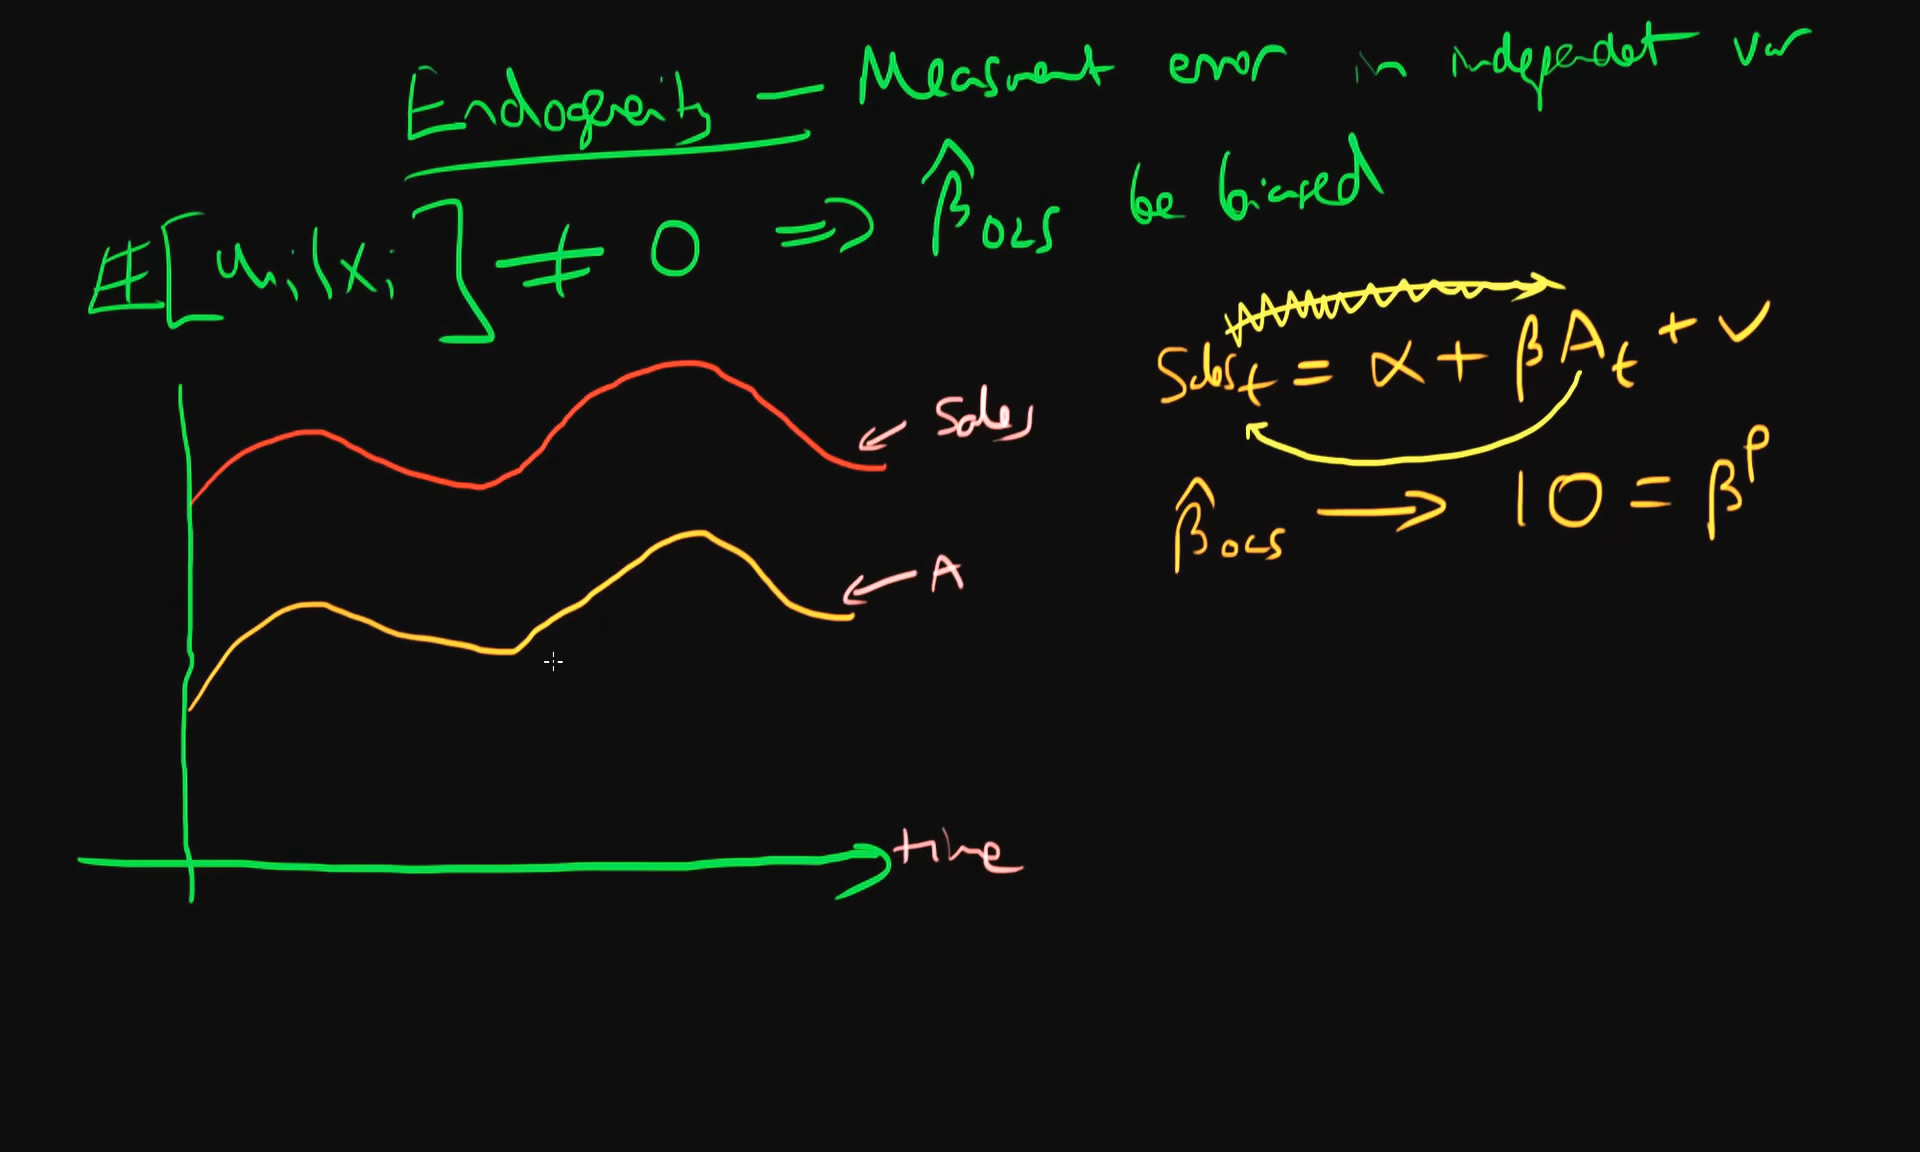 Endogeneity — Measurement error in independent var
E[uᵢ|xᵢ] ≠ 0 ⇒ β̂OLS be biased
Salesₜ = α + βAₜ + v
Sales
β̂OLS → 10 = βᵖ
A
time